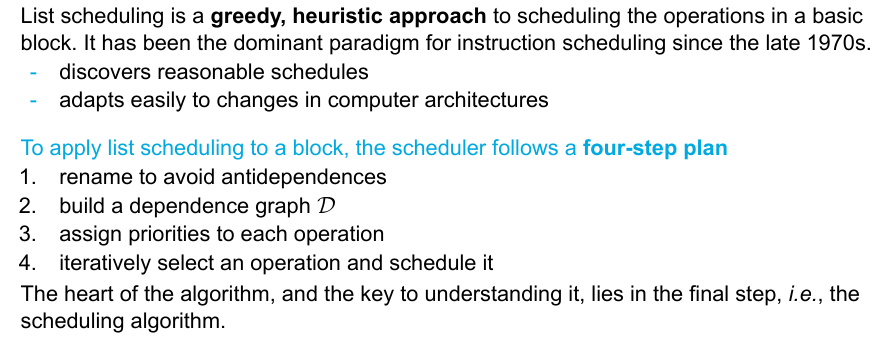 List scheduling is a greedy, heuristic approach to scheduling the operations in a basic
block. It has been the dominant paradigm for instruction scheduling since the late 1970s.
- discovers reasonable schedules
- adapts easily to changes in computer architectures
To apply list scheduling to a block, the scheduler follows a four-step plan
1. rename to avoid antidependences
2. build a dependence graph 𝒟
3. assign priorities to each operation
4. iteratively select an operation and schedule it
The heart of the algorithm, and the key to understanding it, lies in the final step, i.e., the
scheduling algorithm.